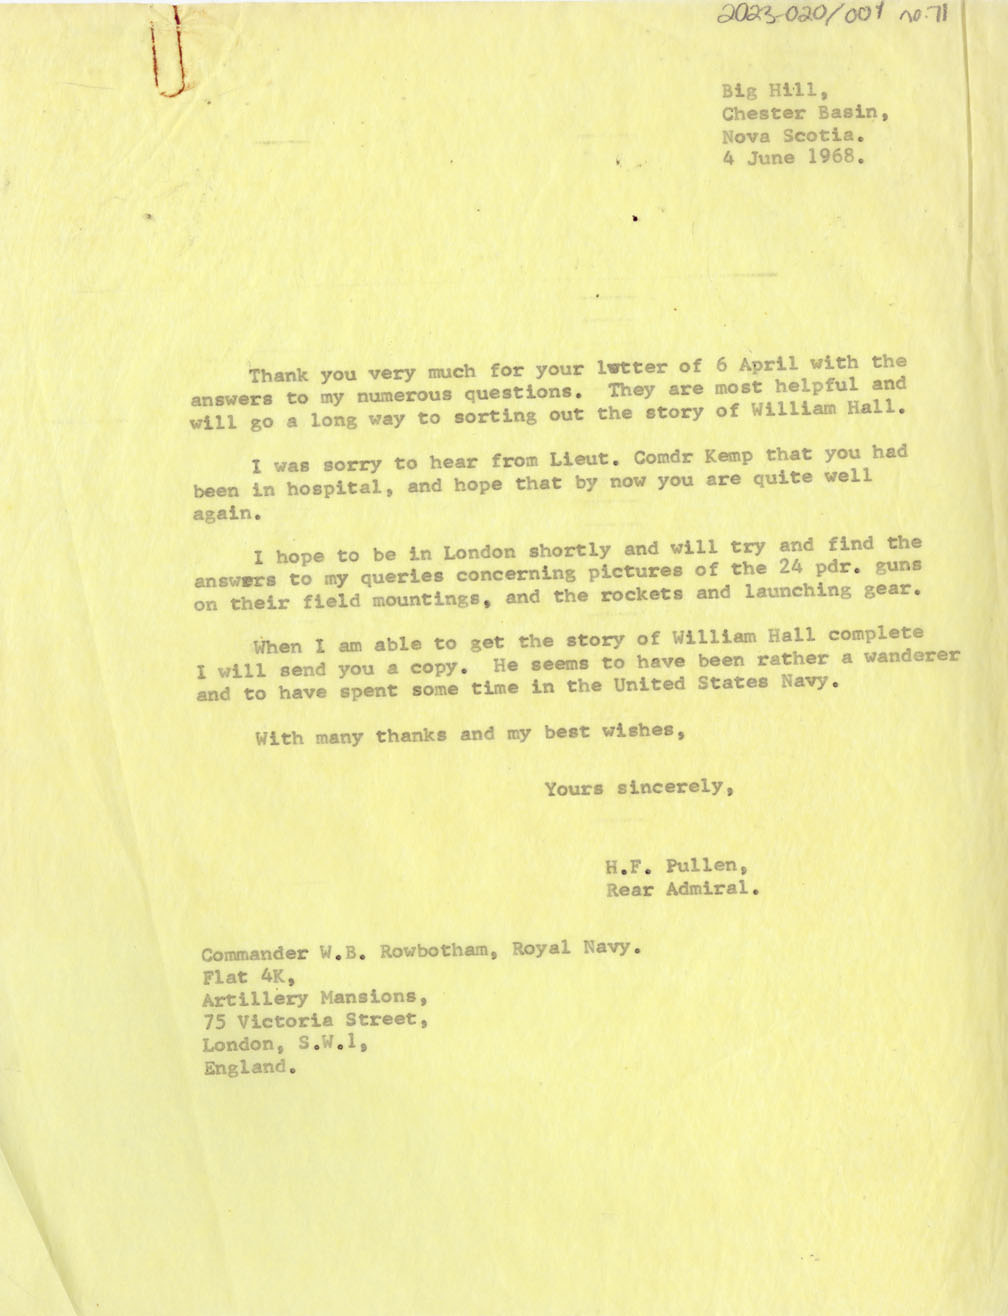 2023-020/001 no.71
Big Hill,
Chester Basin,
Nova Scotia.
4 June 1968.
Thank you very much for your letter of 6 April with the
answers to my numerous questions. They are most helpful and
will go a long way to sorting out the story of William Hall.
I was sorry to hear from Lieut. Comdr Kemp that you had
been in hospital, and hope that by now you are quite well
again.
I hope to be in London shortly and will try and find the
answers to my queries concerning pictures of the 24 pdr. guns
on their field mountings, and the rockets and launching gear.
When I am able to get the story of William Hall complete
I will send you a copy. He seems to have been rather a wanderer
and to have spent some time in the United States Navy.
With many thanks and my best wishes,
Yours sincerely,
H.F. Pullen,
Rear Admiral.
Commander W.B. Rowbotham, Royal Navy.
Flat 4K,
Artillery Mansions,
75 Victoria Street,
London, S.W.1,
England.